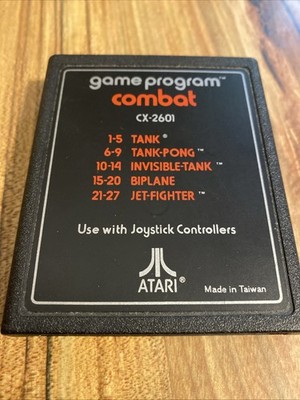 game program™
combat
CX-2601
1-5 TANK®
6-9 TANK-PONG™
10-14 INVISIBLE-TANK™
15-20 BIPLANE
21-27 JET-FIGHTER™
Use with Joystick Controllers
ATARI®
Made in Taiwan